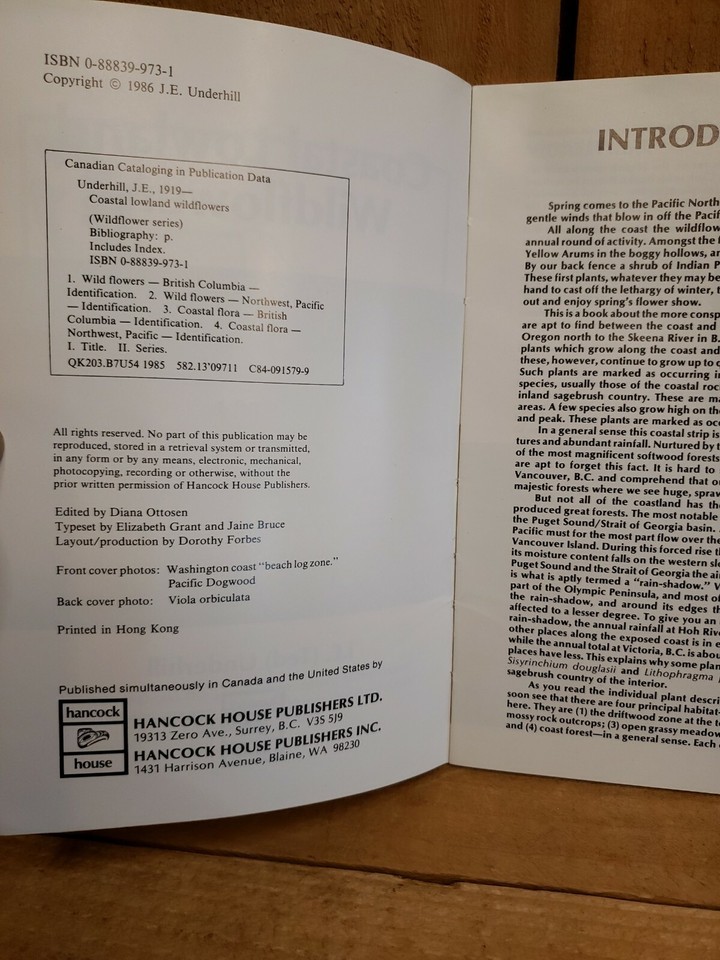 ISBN 0-88839-973-1
Copyright © 1986 J.E. Underhill
Canadian Cataloging in Publication Data
Underhill, J.E., 1919—
Coastal lowland wildflowers
(Wildflower series)
Bibliography: p.
Includes Index.
ISBN 0-88839-973-1
1. Wild flowers — British Columbia —
Identification. 2. Wild flowers — Northwest, Pacific
— Identification. 3. Coastal flora — British
Columbia — Identification. 4. Coastal flora —
Northwest, Pacific — Identification.
I. Title. II. Series.
QK203.B7U54 1985 582.13'09711 C84-091579-9
All rights reserved. No part of this publication may be
reproduced, stored in a retrieval system or transmitted,
in any form or by any means, electronic, mechanical,
photocopying, recording or otherwise, without the
prior written permission of Hancock House Publishers.
Edited by Diana Ottosen
Typeset by Elizabeth Grant and Jaine Bruce
Layout/production by Dorothy Forbes
Front cover photos: Washington coast "beach log zone."
Pacific Dogwood
Back cover photo: Viola orbiculata
Printed in Hong Kong
Published simultaneously in Canada and the United States by
hancock
house
HANCOCK HOUSE PUBLISHERS LTD.
19313 Zero Ave., Surrey, B.C. V3S 5J9
HANCOCK HOUSE PUBLISHERS INC.
1431 Harrison Avenue, Blaine, WA 98230
INTROD
Spring comes to the Pacific North
gentle winds that blow in off the Pacif
All along the coast the wildflow
annual round of activity. Amongst the
Yellow Arums in the boggy hollows, an
By our back fence a shrub of Indian P
These first plants, whatever they may be
hand to cast off the lethargy of winter, t
out and enjoy spring's flower show.
This is a book about the more consp
are apt to find between the coast and
Oregon north to the Skeena River in B.
plants which grow along the coast and
these, however, continue to grow up to
Such plants are marked as occurring in
species, usually those of the coastal roc
inland sagebrush country. These are ma
areas. A few species also grow high on the
and peak. These plants are marked as oc
In a general sense this coastal strip is
tures and abundant rainfall. Nurtured by t
of the most magnificent softwood forests
are apt to forget this fact. It is hard to
Vancouver, B.C. and comprehend that o
majestic forests where we see huge, spraw
But not all of the coastland has th
produced great forests. The most notable
the Puget Sound/Strait of Georgia basin.
Pacific must for the most part flow over the
Vancouver Island. During this forced rise t
its moisture content falls on the western slo
Puget Sound and the Strait of Georgia the ai
is what is aptly termed a "rain-shadow." V
part of the Olympic Peninsula, and most of
the rain-shadow, and around its edges th
affected to a lesser degree. To give you an
rain-shadow, the annual rainfall at Hoh Rive
other places along the exposed coast is in e
while the annual total at Victoria, B.C. is abou
places have less. This explains why some plan
Sisyrinchium douglasii and Lithophragma
sagebrush country of the interior.
As you read the individual plant descri
soon see that there are four principal habitat-
here. They are (1) the driftwood zone at the t
mossy rock outcrops; (3) open grassy meadow
and (4) coast forest—in a general sense. Each